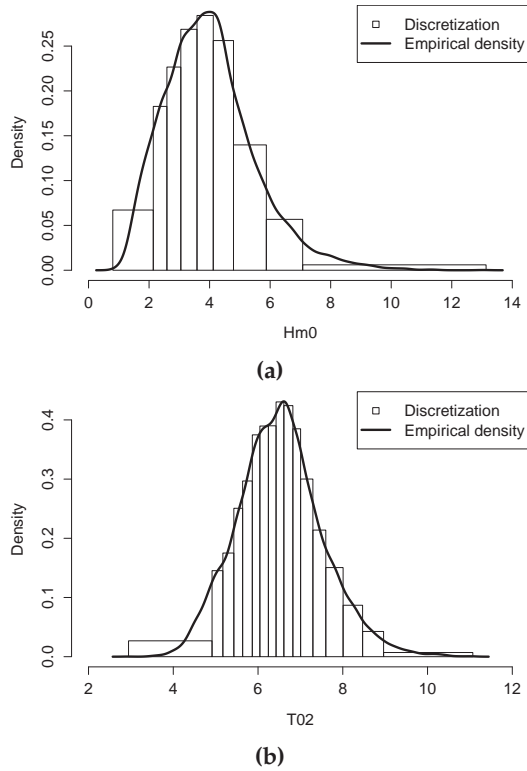 Discretization
Empirical density
0.25
0.20
0.15
0.10
0.05
0.00
Density
0 2 4 6 8 10 12 14
Hm0
(a)
Discretization
Empirical density
0.4
0.3
0.2
0.1
0.0
Density
2 4 6 8 10 12
T02
(b)